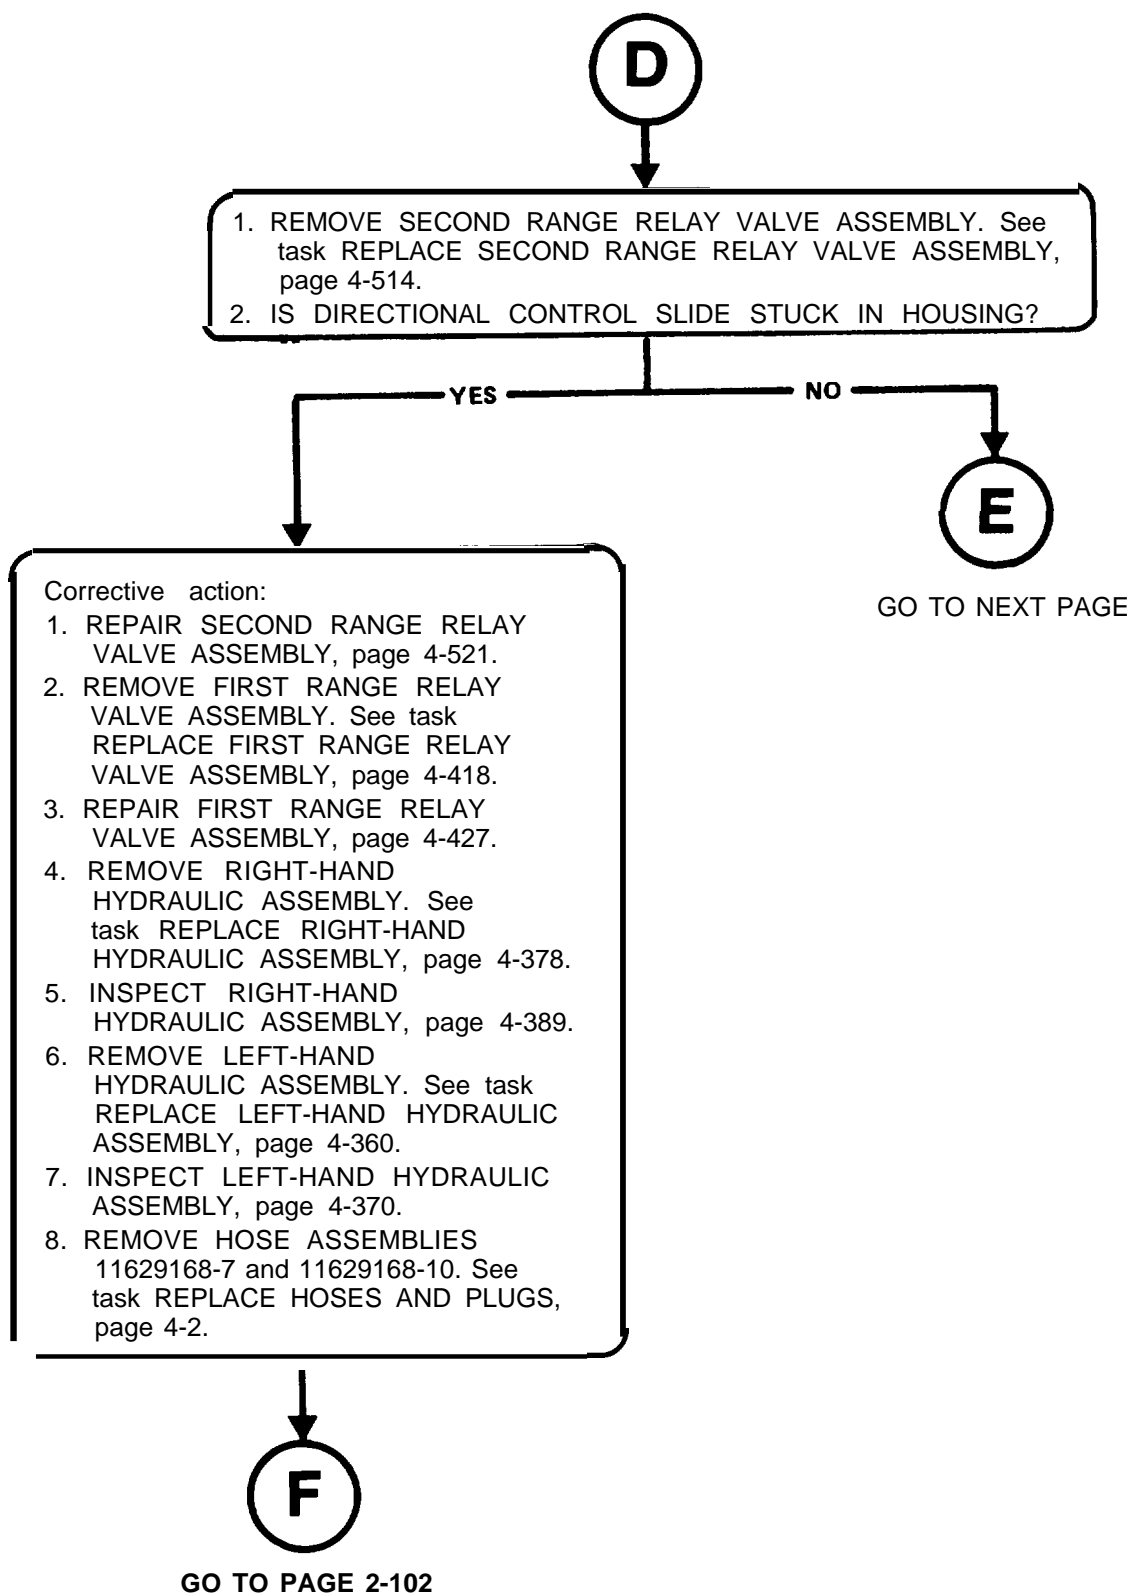 D
1. REMOVE SECOND RANGE RELAY VALVE ASSEMBLY. See
task REPLACE SECOND RANGE RELAY VALVE ASSEMBLY,
page 4-514.
2. IS DIRECTIONAL CONTROL SLIDE STUCK IN HOUSING?
YES
NO
E
GO TO NEXT PAGE
Corrective action:
1. REPAIR SECOND RANGE RELAY
VALVE ASSEMBLY, page 4-521.
2. REMOVE FIRST RANGE RELAY
VALVE ASSEMBLY. See task
REPLACE FIRST RANGE RELAY
VALVE ASSEMBLY, page 4-418.
3. REPAIR FIRST RANGE RELAY
VALVE ASSEMBLY, page 4-427.
4. REMOVE RIGHT-HAND
HYDRAULIC ASSEMBLY. See
task REPLACE RIGHT-HAND
HYDRAULIC ASSEMBLY, page 4-378.
5. INSPECT RIGHT-HAND
HYDRAULIC ASSEMBLY, page 4-389.
6. REMOVE LEFT-HAND
HYDRAULIC ASSEMBLY. See task
REPLACE LEFT-HAND HYDRAULIC
ASSEMBLY, page 4-360.
7. INSPECT LEFT-HAND HYDRAULIC
ASSEMBLY, page 4-370.
8. REMOVE HOSE ASSEMBLIES
11629168-7 and 11629168-10. See
task REPLACE HOSES AND PLUGS,
page 4-2.
F
GO TO PAGE 2-102